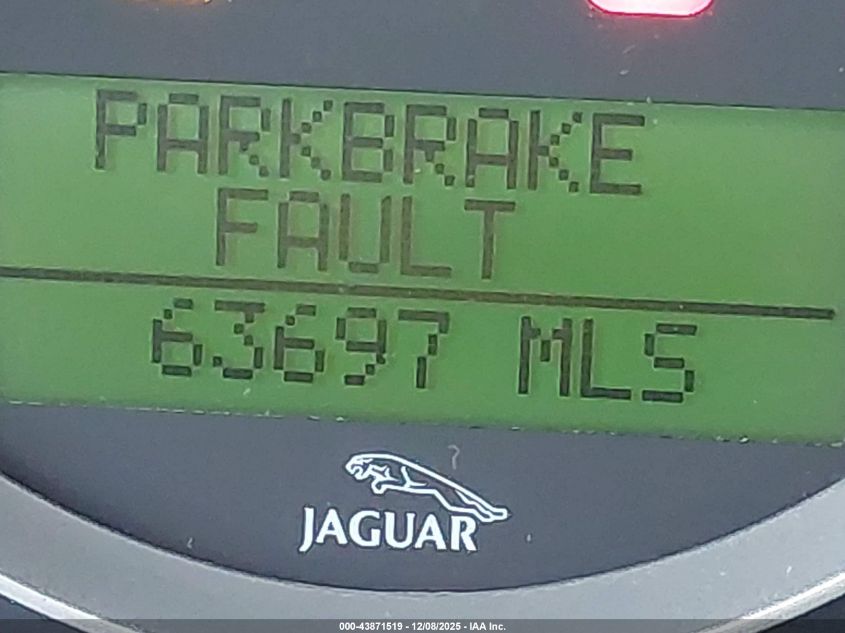 PARKBRAKE
FAULT
63697 MLS
JAGUAR
000-43871519 - 12/08/2025 - IAA Inc.